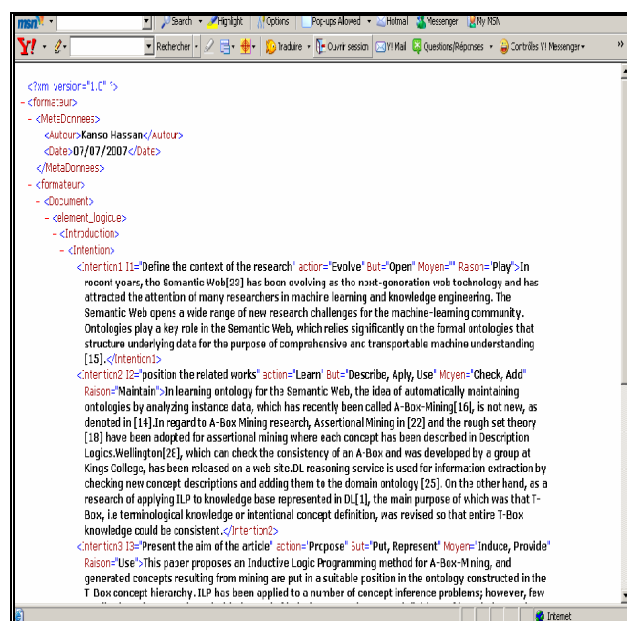 msn Search Highlight Options Pop-ups Allowed Hotmail Messenger My MSN
Y! Rechercher Traduire Ouvrir session Y! Mail Questions/Réponses Contrôles Y! Messenger »
<?xml version="1.0" ?>
- <formateur>
- <MetaDonnees>
<Autour>Kanso Hassan</Autour>
<Date>07/07/2007</Date>
</MetaDonnees>
- <formateur>
- <Document>
- <element_logique>
- <Introduction>
- <Intention>
<Intention1 I1="Define the context of the research" action="Evolve" But="Open" Moyen="" Rason="Play">In
recent years, the Semantic Web[23] has been evolving as the next-generation web technology and has
attracted the attention of many researchers in machine learning and knowledge engineering. The
Semantic Web opens a wide range of new research challenges for the machine-learning community.
Ontologies play a key role in the Semantic Web, which relies significantly on the formal ontologies that
structure underlying data for the purpose of comprehensive and transportable machine understanding
[15].</Intention1>
<Intention2 I2="position the related works" action="Learn" But="Describe, Aply, Use" Moyen="Check, Add"
Raison="Maintain">In learning ontology for the Semantic Web, the idea of automatically maintaining
ontologies by analyzing instance data, which has recently been called A-Box-Mining[16], is not new, as
denoted in [14].In regard to A-Box Mining research, Assertional Mining in [22] and the rough set theory
[18] have been adopted for assertional mining where each concept has been described in Description
Logics.Wellington[28], which can check the consistency of an A-Box and was developed by a group at
Kings College, has been released on a web site.DL reasoning service is used for information extraction by
checking new concept descriptions and adding them to the domain ontology [25]. On the other hand, as a
research of applying ILP to knowledge base represented in DL[1], the main purpose of which was that T-
Box, i.e terminological knowledge or intentional concept definition, was revised so that entire T-Box
knowledge could be consistent.</Intention2>
<Intention3 I3="Present the aim of the article" action="Propose" But="Put, Represent" Moyen="Induce, Provide"
Raison="Use">This paper proposes an Inductive Logic Programming method for A-Box-Mining, and
generated concepts resulting from mining are put in a suitable position in the ontology constructed in the
T-Box concept hierarchy. ILP has been applied to a number of concept inference problems; however, few
Internet